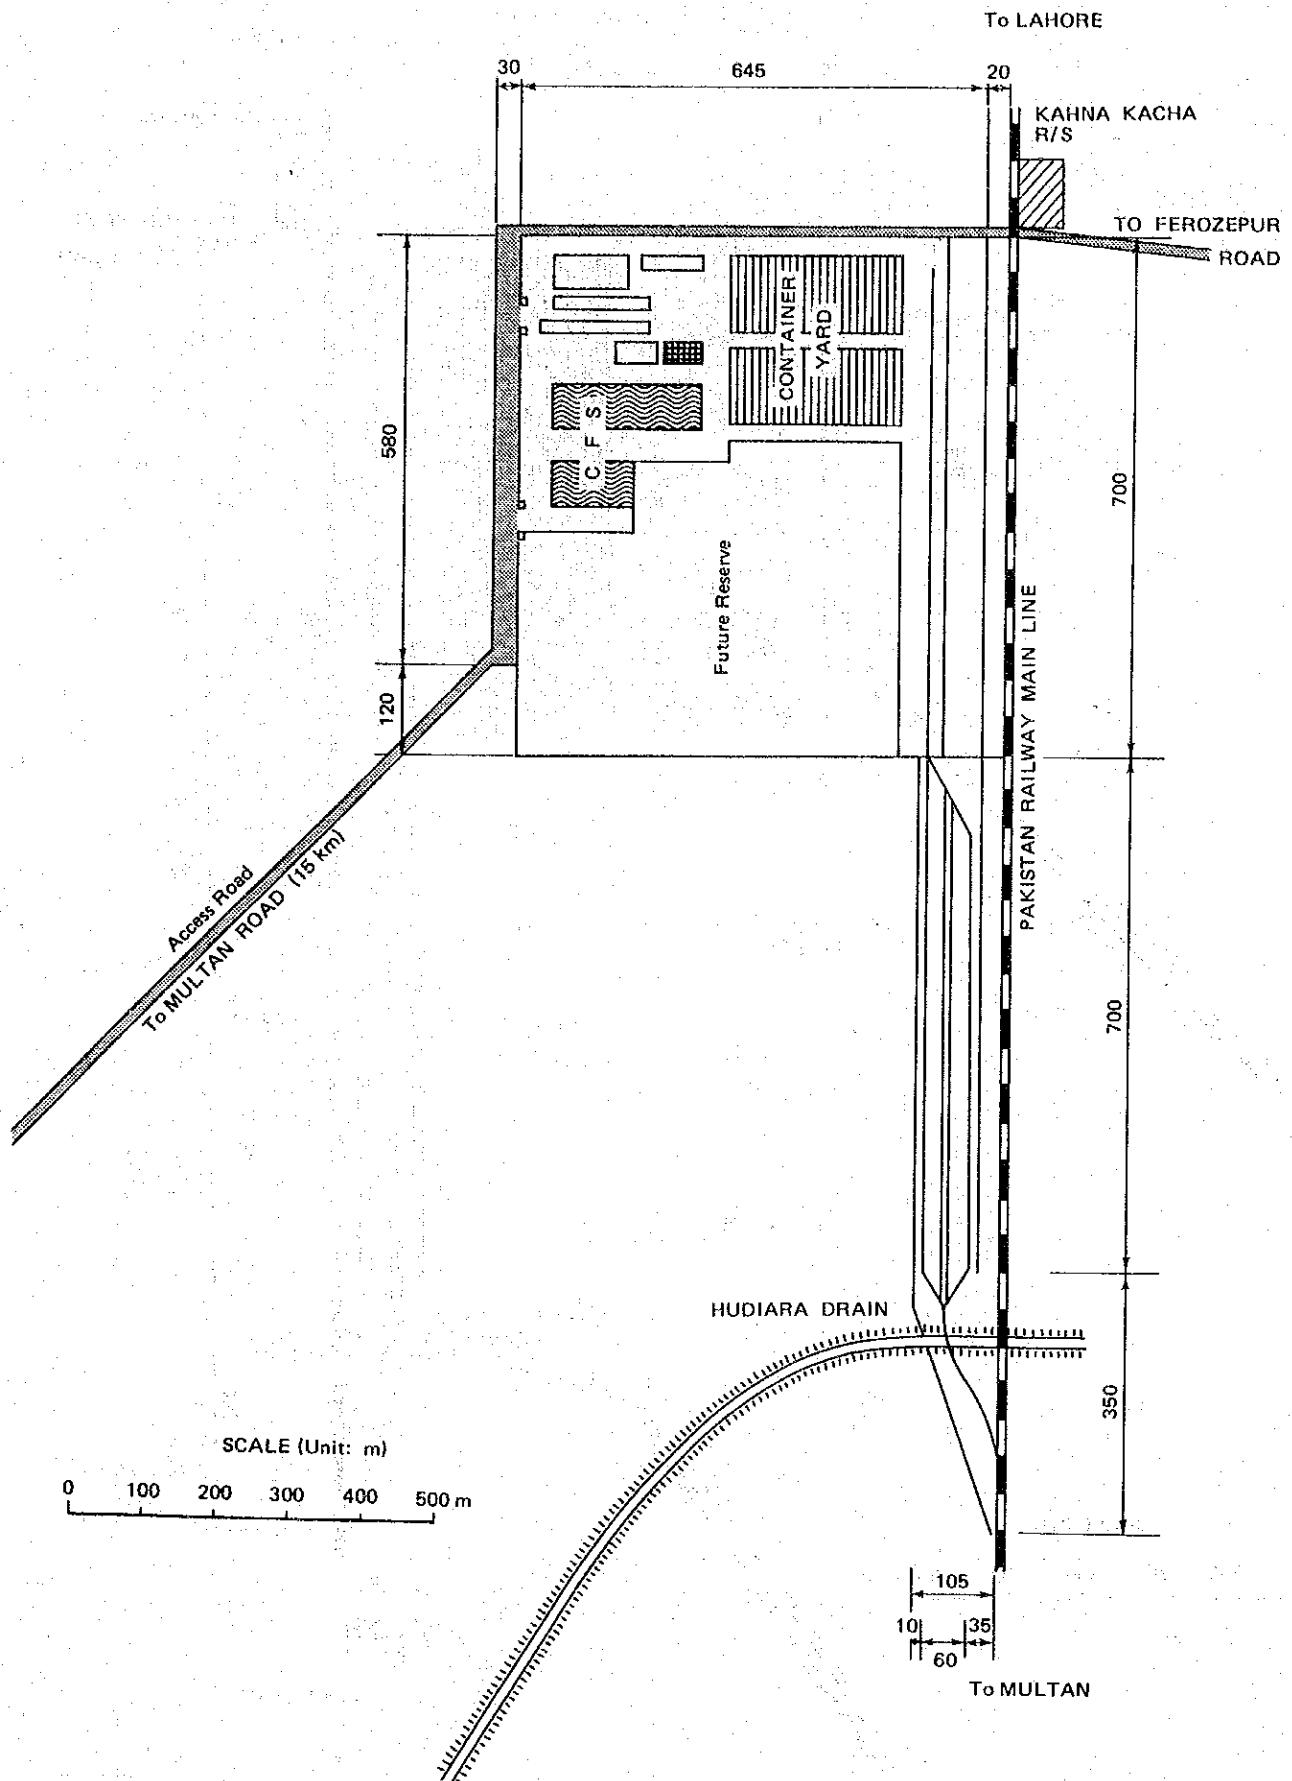 To LAHORE
30
645
20
KAHNA KACHA
R/S
TO FEROZEPUR
ROAD
CONTAINER
YARD
C F S
580
700
Future Reserve
PAKISTAN RAILWAY MAIN LINE
120
Access Road
To MULTAN ROAD (15 km)
700
HUDIARA DRAIN
350
SCALE (Unit: m)
0 100 200 300 400 500 m
105
10
35
60
To MULTAN